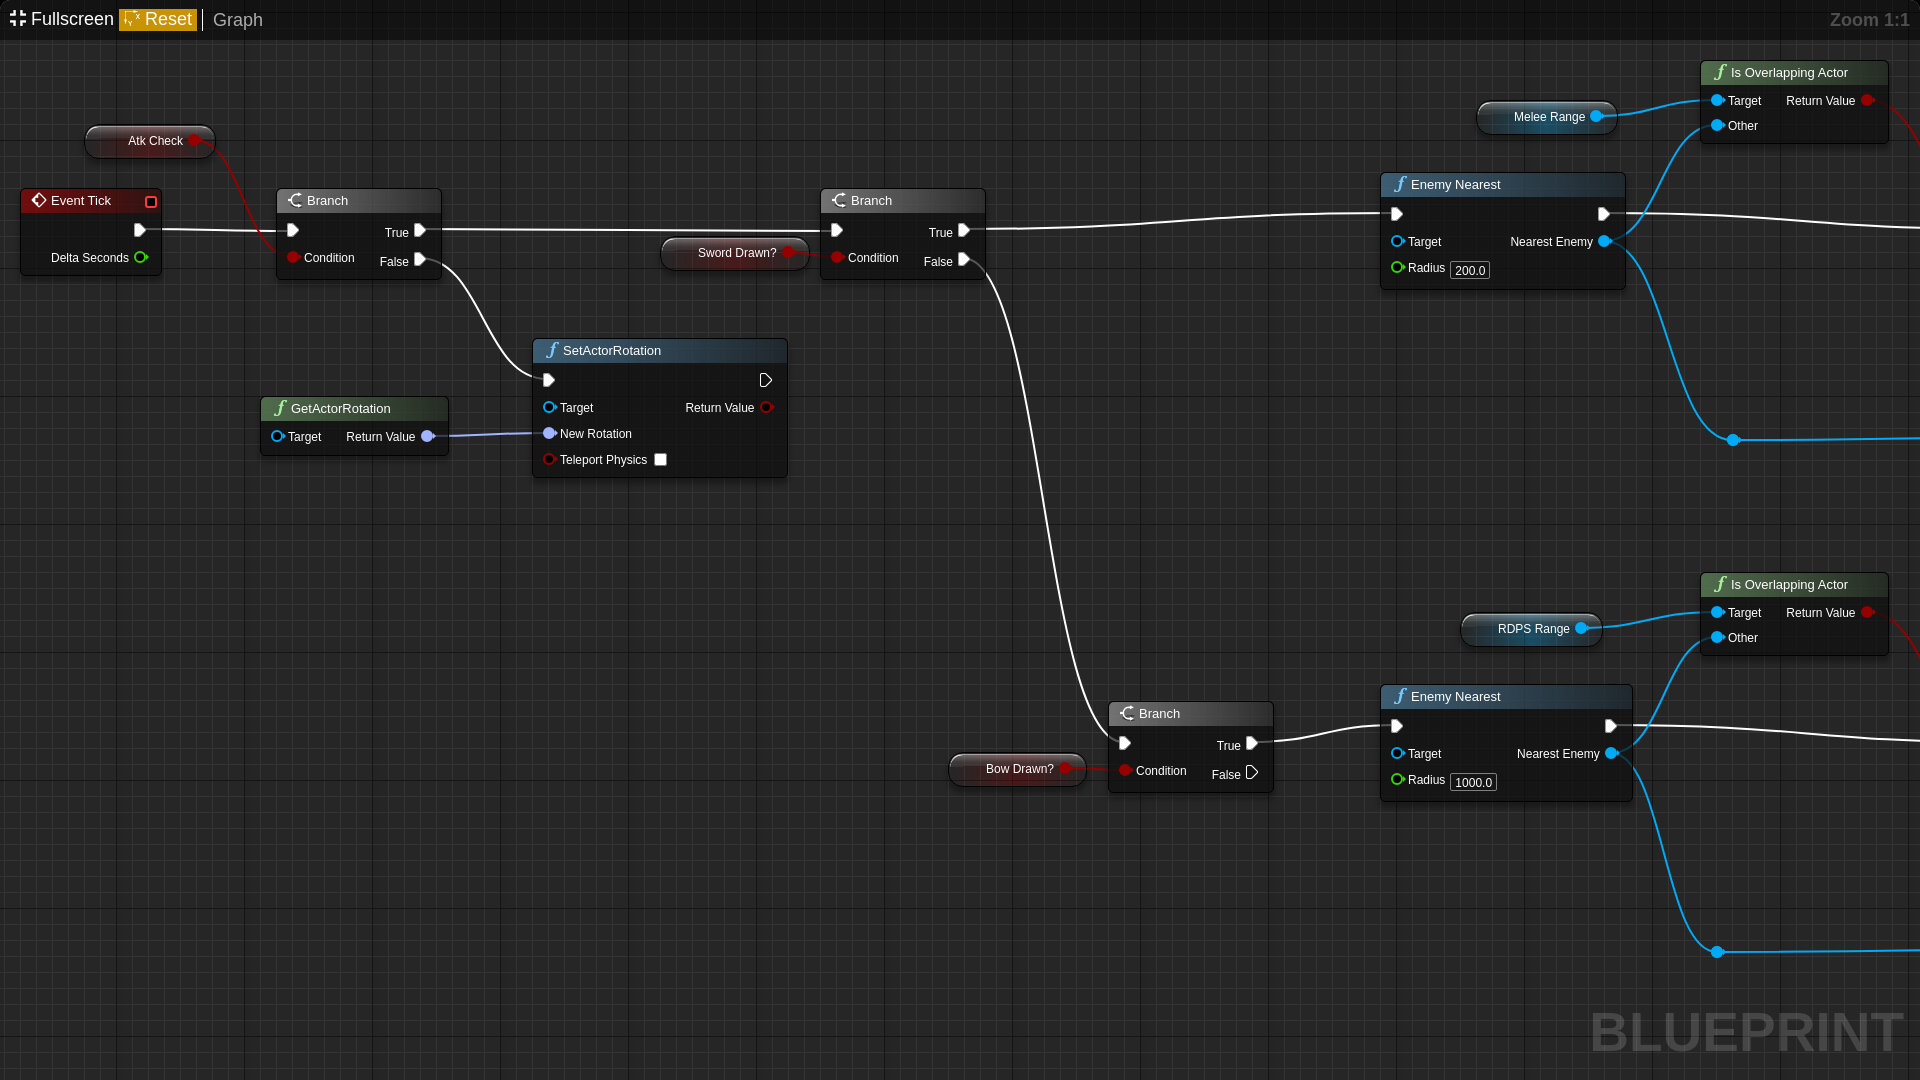 Fullscreen Reset Graph Zoom 1:1
Atk Check
Event Tick
Delta Seconds
Branch
True
Condition
False
GetActorRotation
Target Return Value
SetActorRotation
Target Return Value
New Rotation
Teleport Physics
Sword Drawn?
Branch
True
Condition
False
Melee Range
Is Overlapping Actor
Target Return Value
Other
Enemy Nearest
Target Nearest Enemy
Radius 200.0
Bow Drawn?
Branch
True
Condition
False
RDPS Range
Is Overlapping Actor
Target Return Value
Other
Enemy Nearest
Target Nearest Enemy
Radius 1000.0
BLUEPRINT